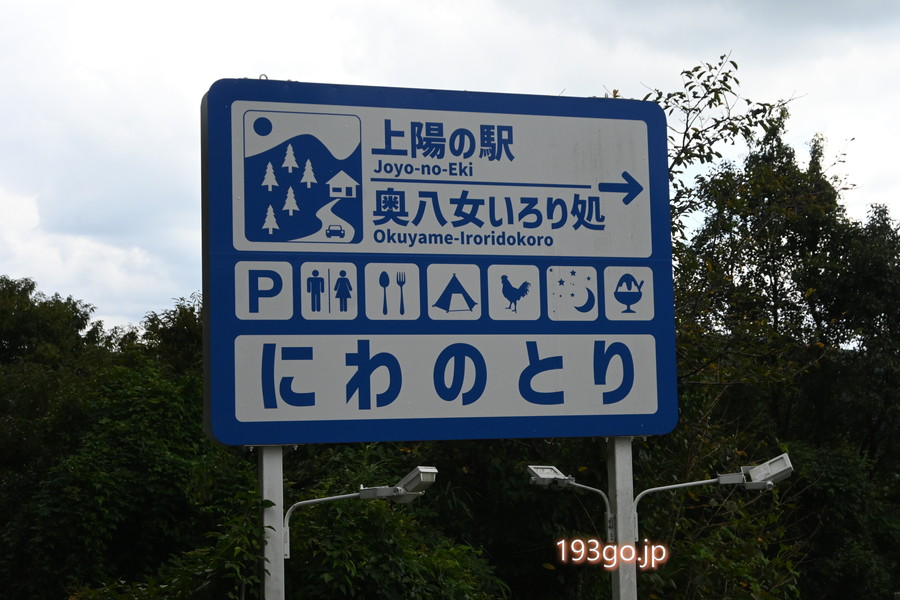 上陽の駅
Joyo-no-Eki
奥八女いろり処
Okuyame-Iroridokoro
P
にわのとり
193go.jp